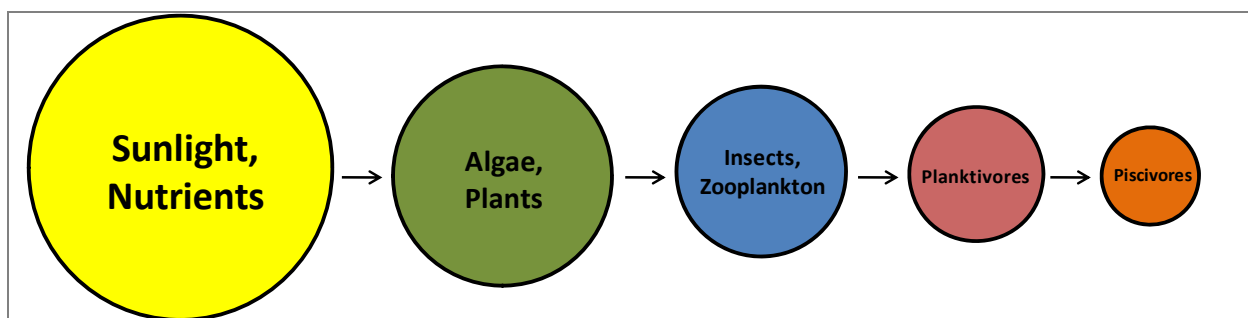 Sunlight,
Nutrients
Algae,
Plants
Insects,
Zooplankton
Planktivores
Piscivores